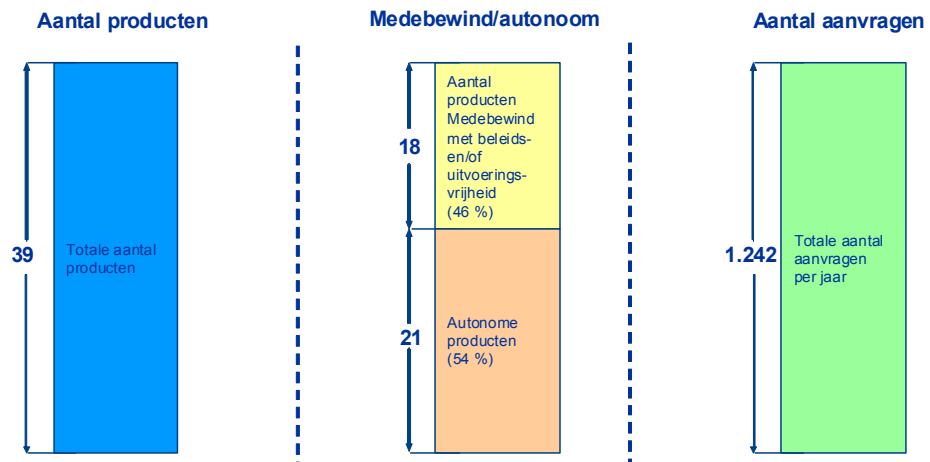 Aantal producten
39
Totale aantal
producten
Medebewind/autonoom
18
Aantal
producten
Medebewind
met beleids-
en/of
uitvoerings-
vrijheid
(46 %)
21
Autonome
producten
(54 %)
Aantal aanvragen
1.242
Totale aantal
aanvragen
per jaar